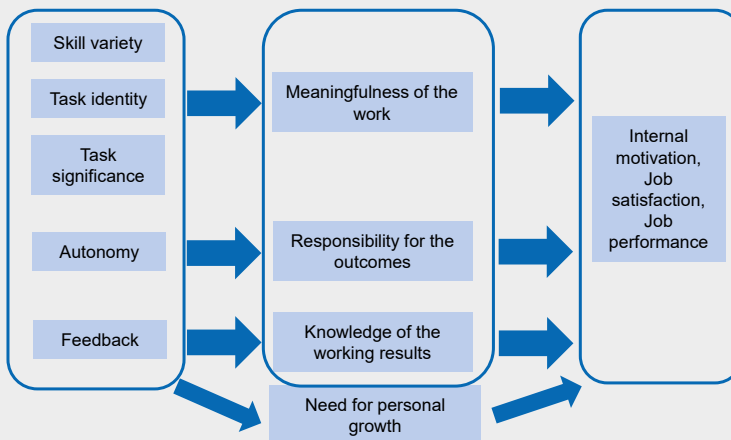 Skill variety
Task identity
Task
significance
Autonomy
Feedback
Meaningfulness of the
work
Responsibility for the
outcomes
Knowledge of the
working results
Need for personal
growth
Internal
motivation,
Job
satisfaction,
Job
performance